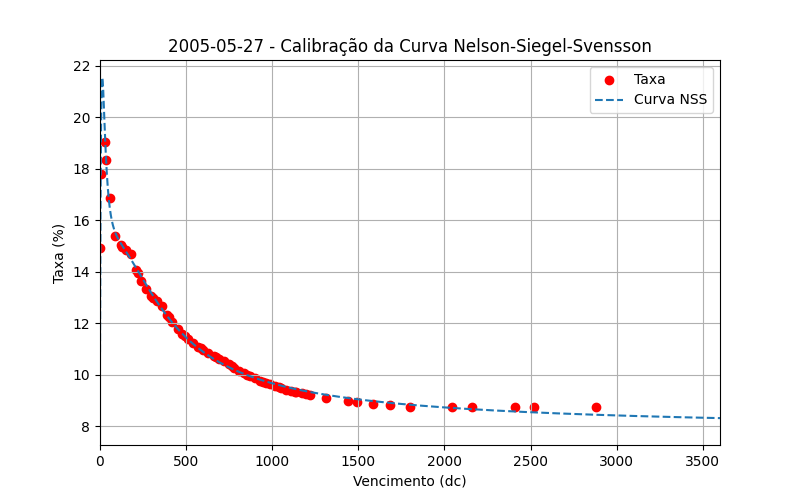 2005-05-27 - Calibração da Curva Nelson-Siegel-Svensson
Taxa
Curva NSS
Taxa (%)
22
20
18
16
14
12
10
8
0 500 1000 1500 2000 2500 3000 3500
Vencimento (dc)